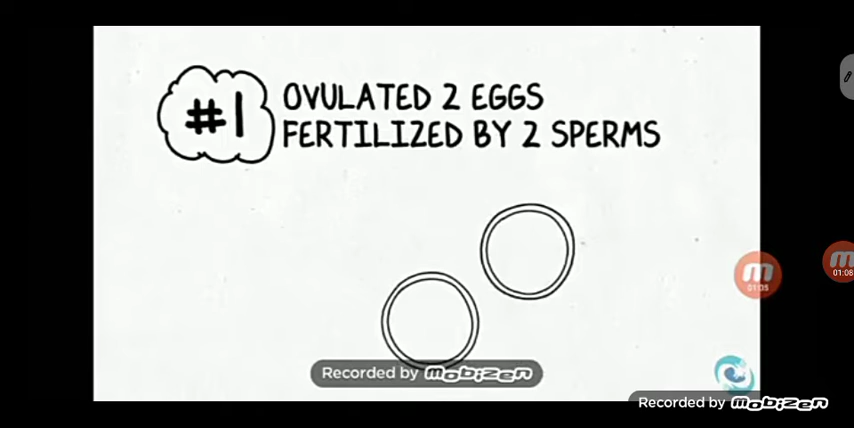 #1 OVULATED 2 EGGS
FERTILIZED BY 2 SPERMS
01:05
01:08
Recorded by mobizen
Recorded by mobizen